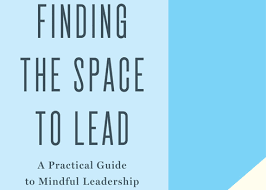 FINDING
THE SPACE
TO LEAD
A Practical Guide
to Mindful Leadership